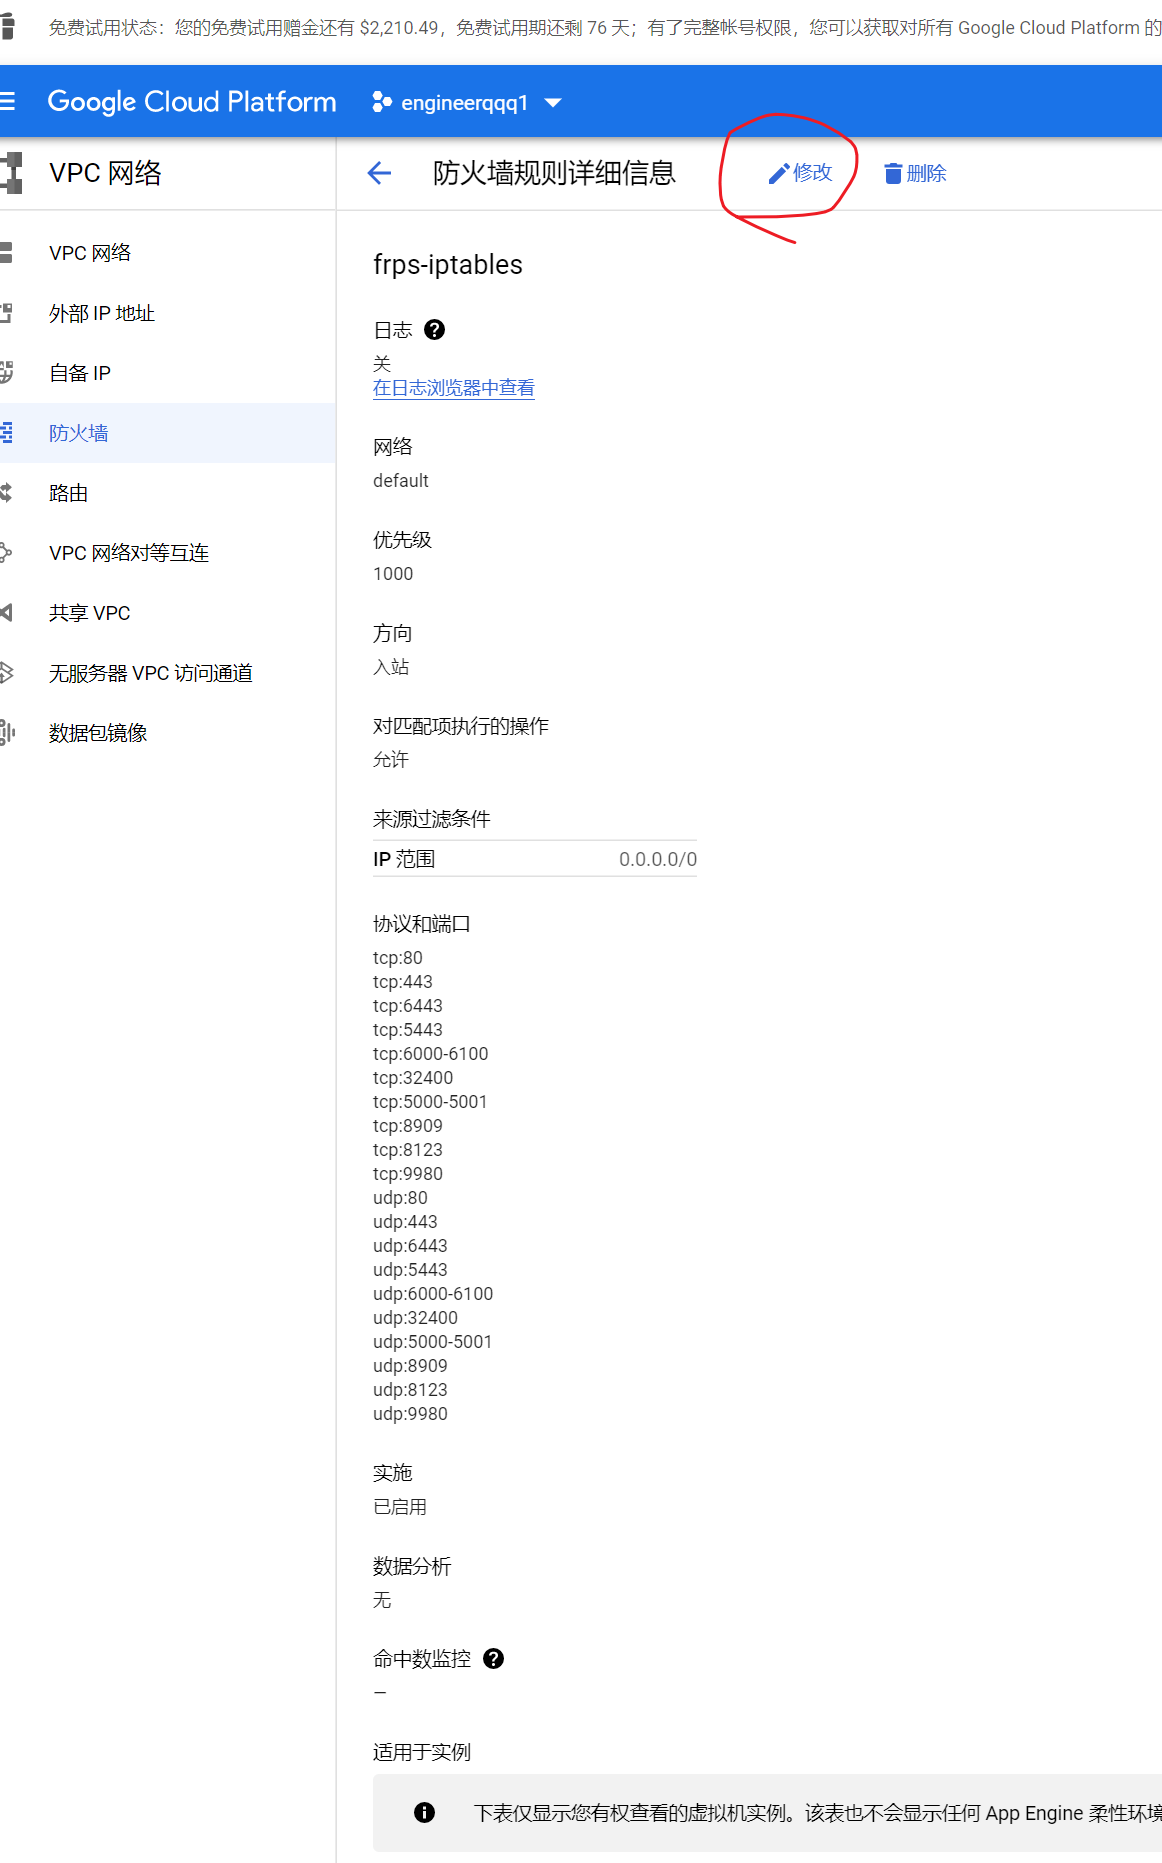 免费试用状态：您的免费试用赠金还有 $2,210.49，免费试用期还剩 76 天；有了完整帐号权限，您可以获取对所有 Google Cloud Platform 的
Google Cloud Platform engineerqqq1
VPC 网络
防火墙规则详细信息 修改 删除
VPC 网络
外部 IP 地址
自备 IP
防火墙
路由
VPC 网络对等互连
共享 VPC
无服务器 VPC 访问通道
数据包镜像
frps-iptables
日志
关
在日志浏览器中查看
网络
default
优先级
1000
方向
入站
对匹配项执行的操作
允许
来源过滤条件
IP 范围 0.0.0.0/0
协议和端口
tcp:80
tcp:443
tcp:6443
tcp:5443
tcp:6000-6100
tcp:32400
tcp:5000-5001
tcp:8909
tcp:8123
tcp:9980
udp:80
udp:443
udp:6443
udp:5443
udp:6000-6100
udp:32400
udp:5000-5001
udp:8909
udp:8123
udp:9980
实施
已启用
数据分析
无
命中数监控
—
适用于实例
下表仅显示您有权查看的虚拟机实例。该表也不会显示任何 App Engine 柔性环境